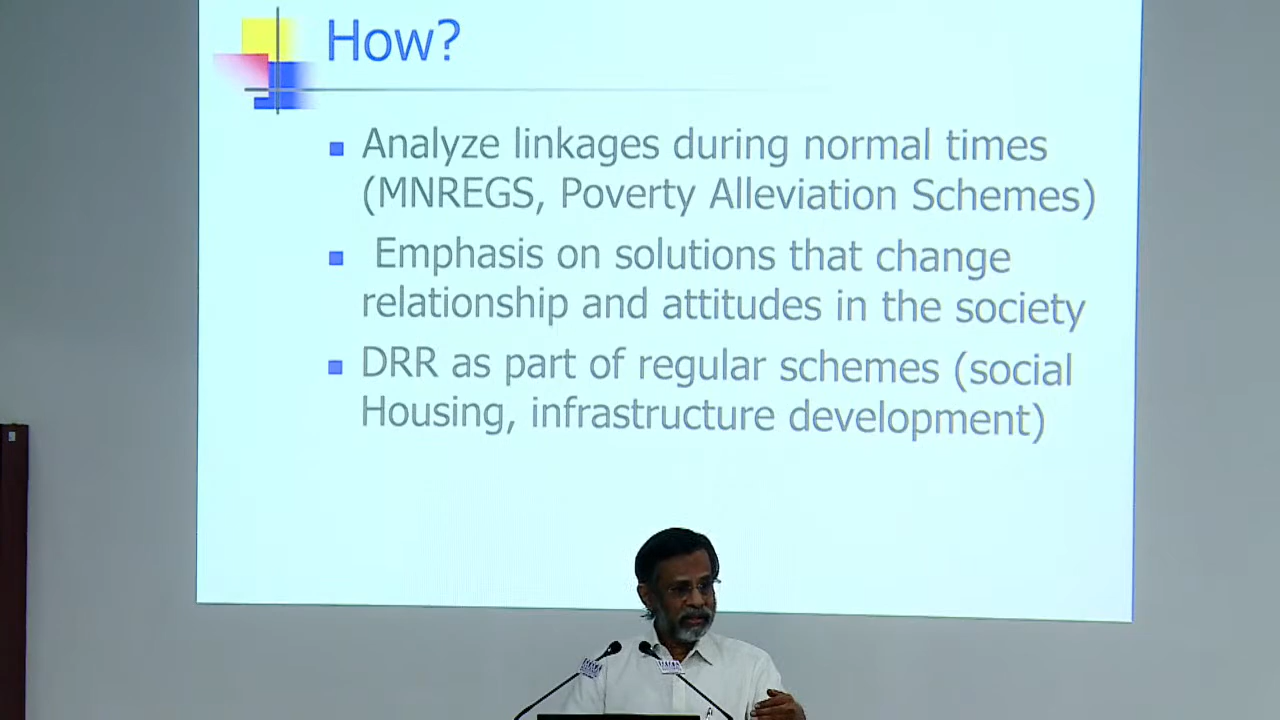 How?
Analyze linkages during normal times
(MNREGS, Poverty Alleviation Schemes)
Emphasis on solutions that change
relationship and attitudes in the society
DRR as part of regular schemes (social
Housing, infrastructure development)